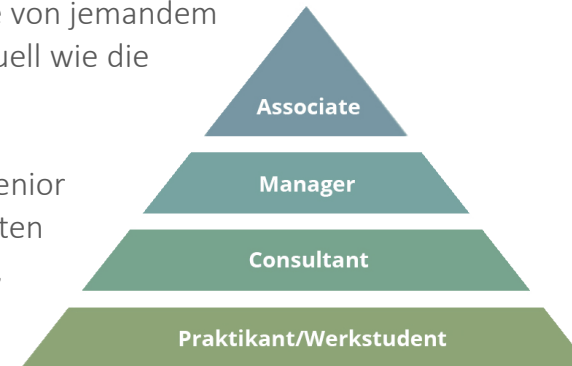 e von jemandem
uell wie die
enior
ten
Associate
Manager
Consultant
Praktikant/Werkstudent